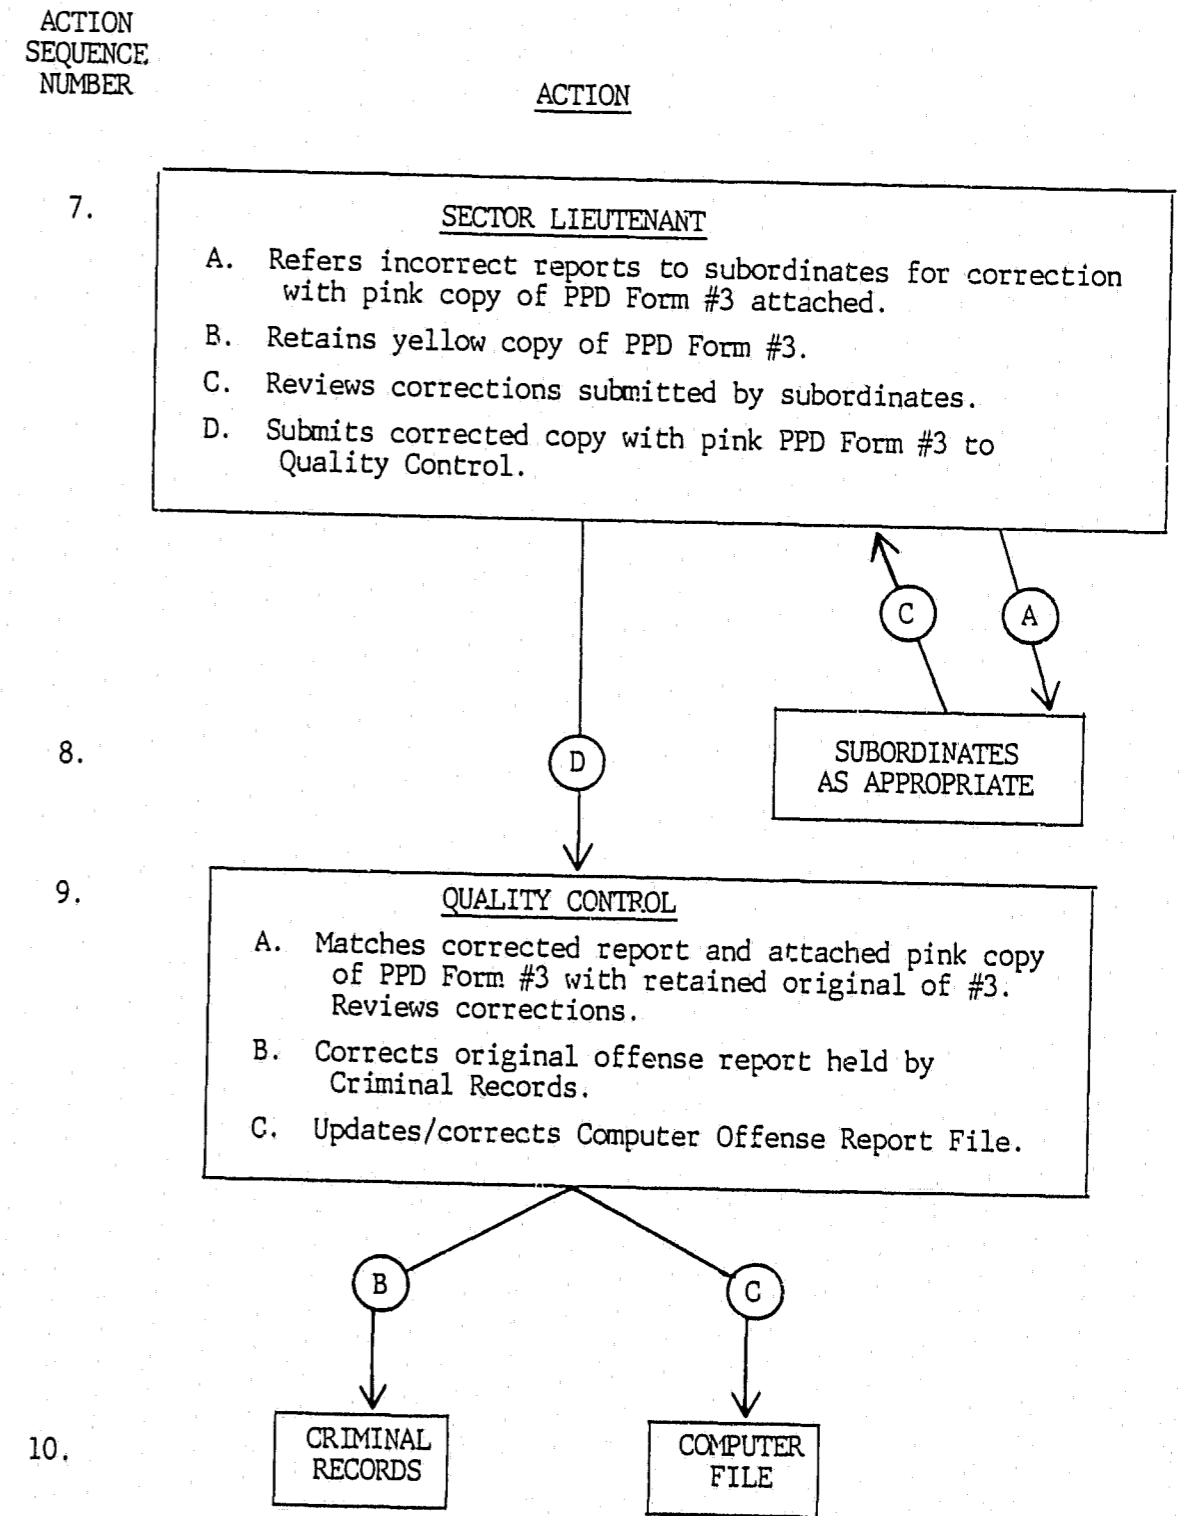 ACTION
SEQUENCE
NUMBER
ACTION
7.
SECTOR LIEUTENANT
A. Refers incorrect reports to subordinates for correction
with pink copy of PPD Form #3 attached.
B. Retains yellow copy of PPD Form #3.
C. Reviews corrections submitted by subordinates.
D. Submits corrected copy with pink PPD Form #3 to
Quality Control.
C
A
8.
D
SUBORDINATES
AS APPROPRIATE
9.
QUALITY CONTROL
A. Matches corrected report and attached pink copy
of PPD Form #3 with retained original of #3.
Reviews corrections.
B. Corrects original offense report held by
Criminal Records.
C. Updates/corrects Computer Offense Report File.
B
C
10.
CRIMINAL
RECORDS
COMPUTER
FILE